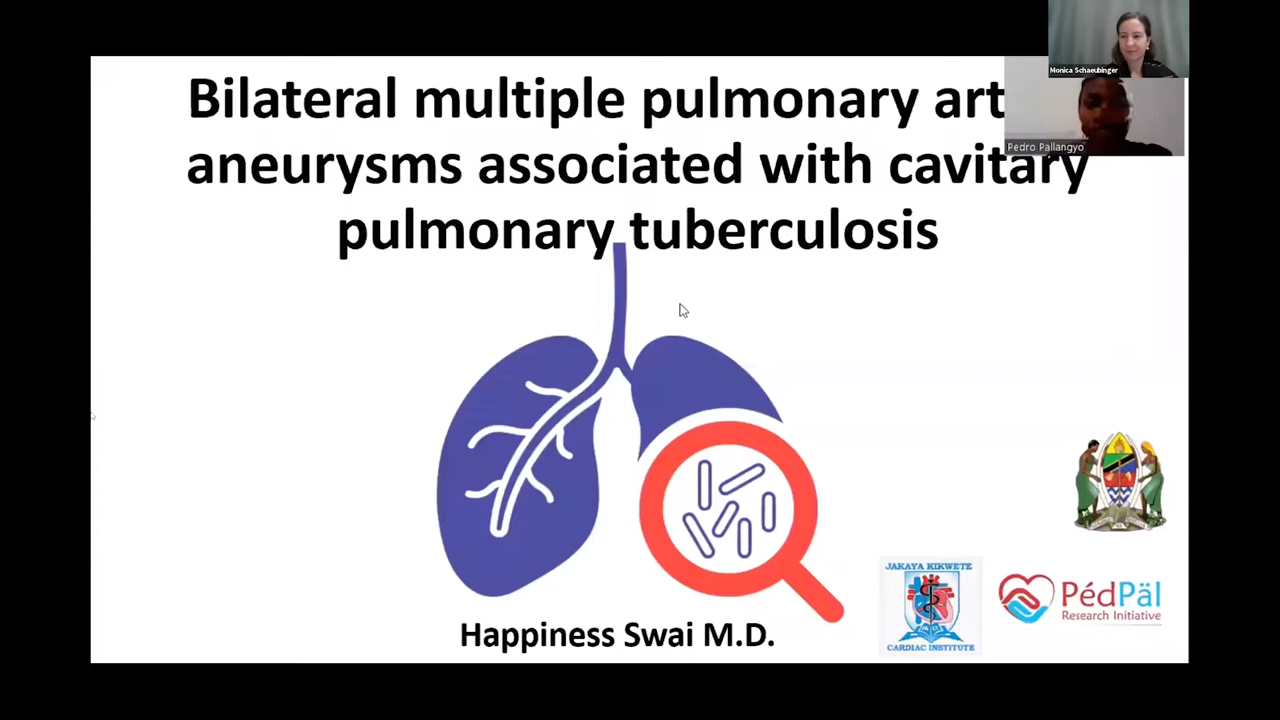 Monica Schaeubinger
Pedro Pallangyo
Bilateral multiple pulmonary art
aneurysms associated with cavitary
pulmonary tuberculosis
JAKAYA KIKWETE
CARDIAC INSTITUTE
PédPäl
Research Initiative
Happiness Swai M.D.